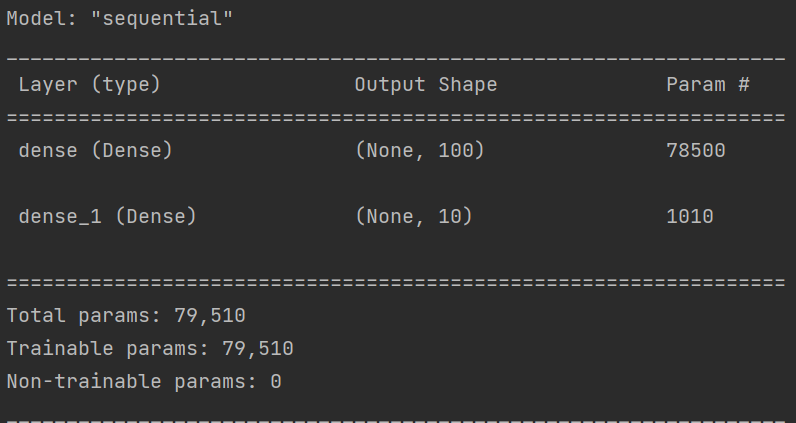 Model: "sequential"
_________________________________________________________________
Layer (type)                Output Shape              Param #
=================================================================
dense (Dense)               (None, 100)               78500
dense_1 (Dense)             (None, 10)                1010
=================================================================
Total params: 79,510
Trainable params: 79,510
Non-trainable params: 0
_________________________________________________________________